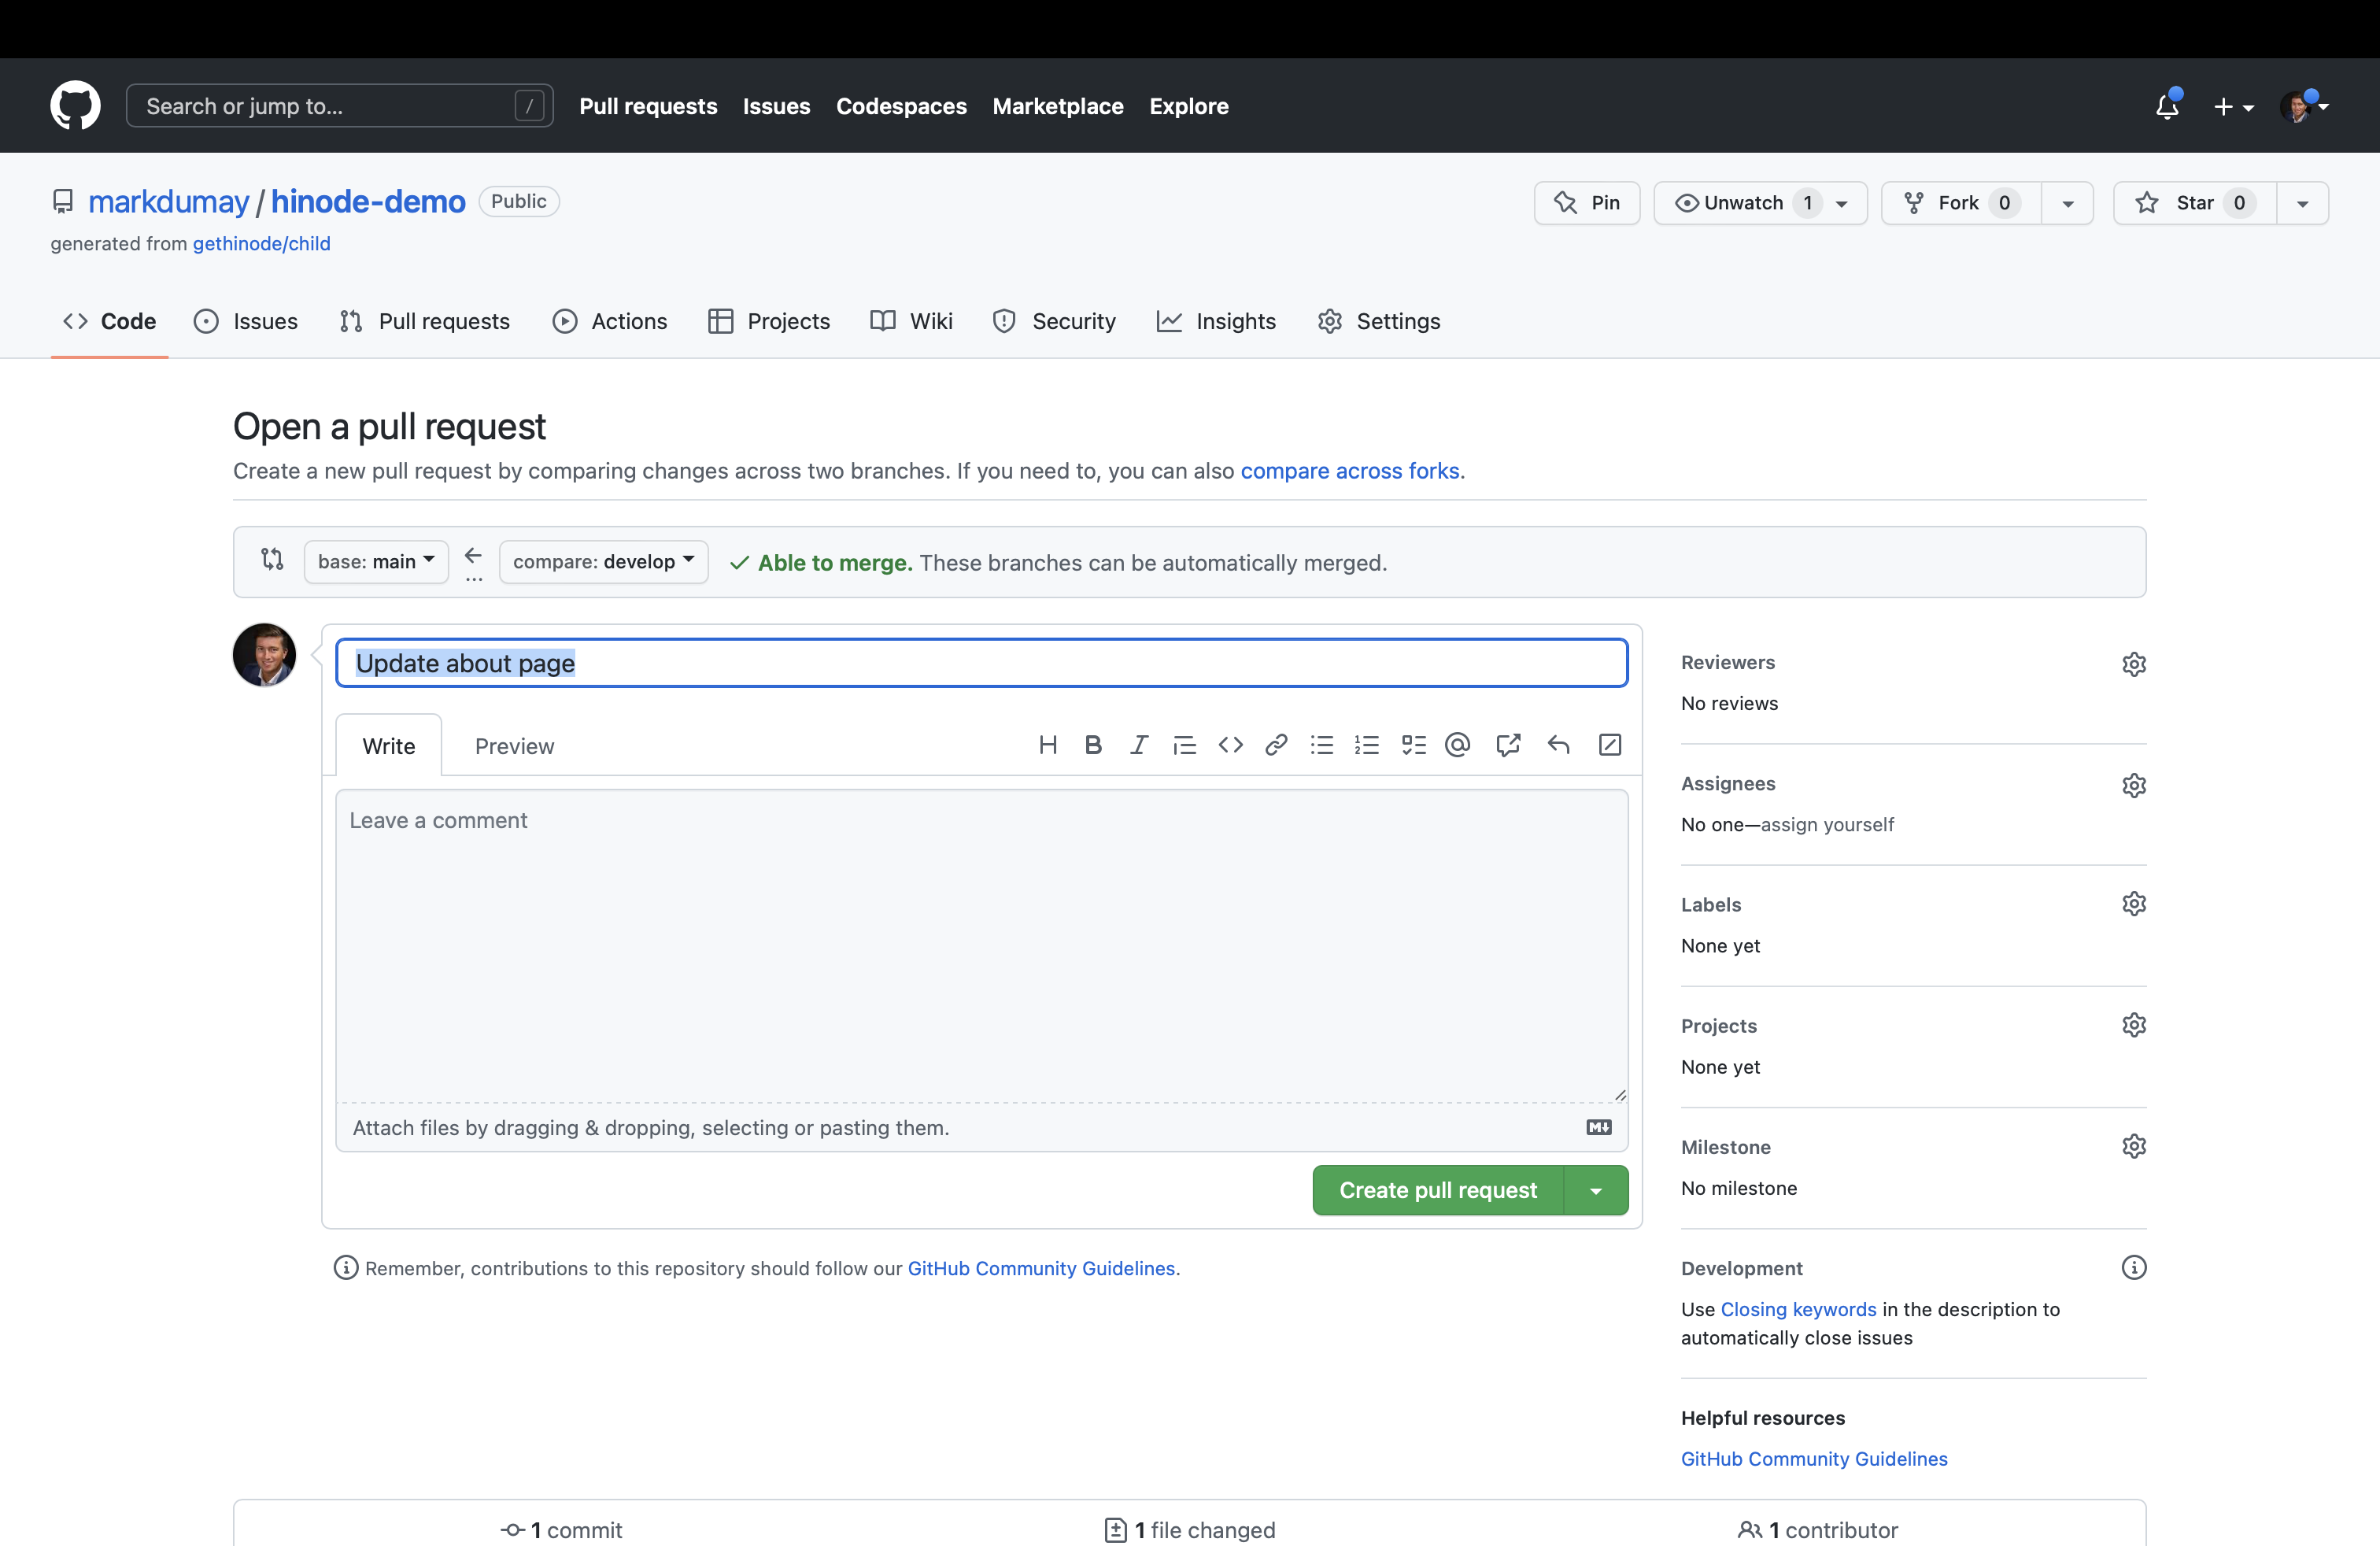 Search or jump to... /
Pull requests Issues Codespaces Marketplace Explore
markdumay / hinode-demo Public
Pin Unwatch 1 Fork 0 Star 0
generated from gethinode/child
Code Issues Pull requests Actions Projects Wiki Security Insights Settings
Open a pull request
Create a new pull request by comparing changes across two branches. If you need to, you can also compare across forks.
base: main compare: develop Able to merge. These branches can be automatically merged.
Update about page
Write Preview
Leave a comment
Attach files by dragging & dropping, selecting or pasting them.
Create pull request
Remember, contributions to this repository should follow our GitHub Community Guidelines.
Reviewers
No reviews
Assignees
No one—assign yourself
Labels
None yet
Projects
None yet
Milestone
No milestone
Development
Use Closing keywords in the description to
automatically close issues
Helpful resources
GitHub Community Guidelines
1 commit 1 file changed 1 contributor